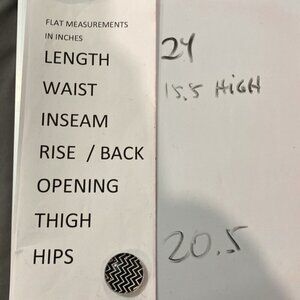 FLAT MEASUREMENTS
IN INCHES
LENGTH 24
WAIST 15.5 HIGH
INSEAM
RISE / BACK
OPENING
THIGH
HIPS 20.5